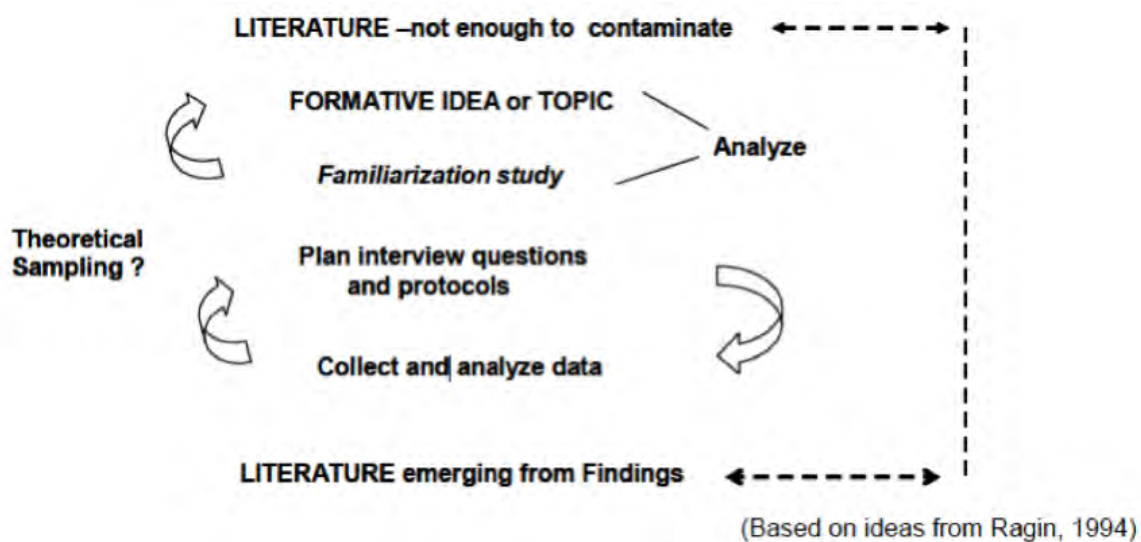 LITERATURE –not enough to contaminate
FORMATIVE IDEA or TOPIC
Analyze
Familiarization study
Theoretical
Sampling ?
Plan interview questions
and protocols
Collect and analyze data
LITERATURE emerging from Findings
(Based on ideas from Ragin, 1994)